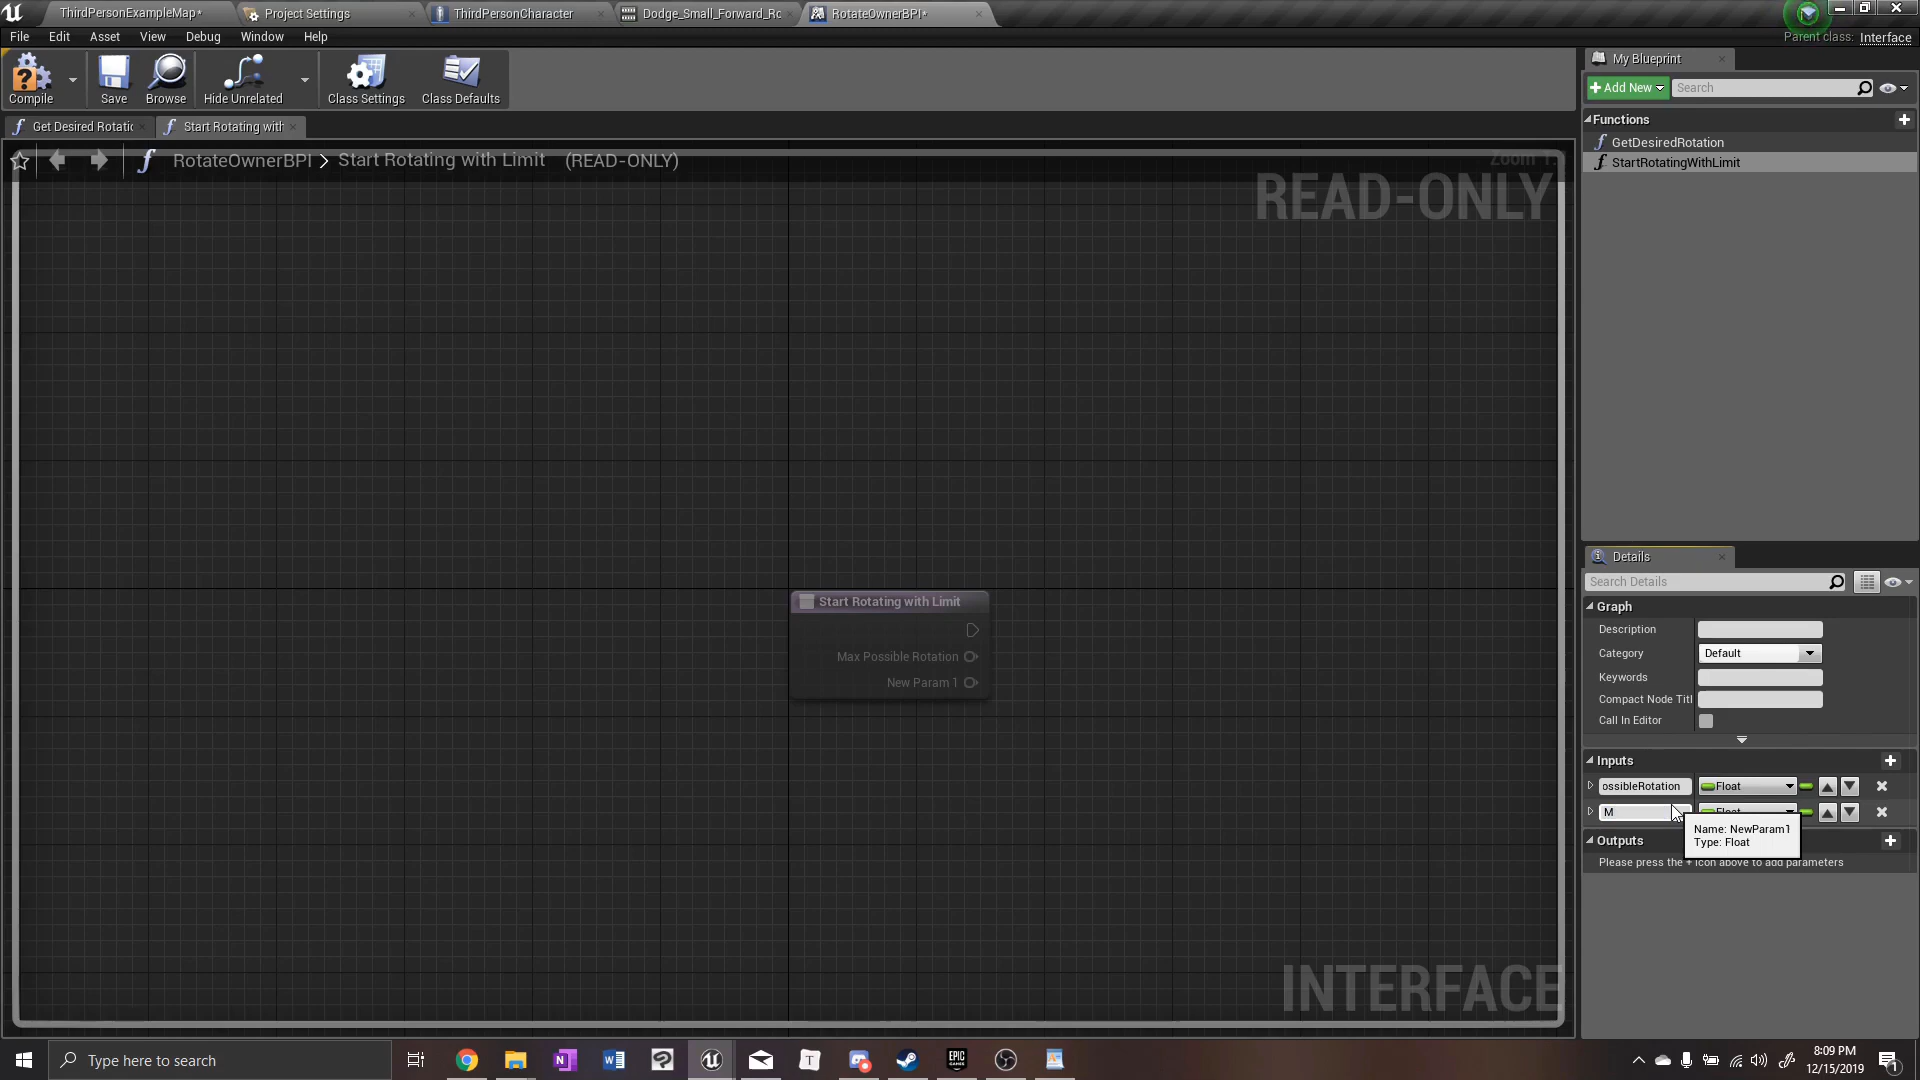 ThirdPersonExampleMap*
Project Settings
ThirdPersonCharacter
Dodge_Small_Forward_Rc
RotateOwnerBPI*
File Edit Asset View Debug Window Help
Parent class: Interface
Compile
Save
Browse
Hide Unrelated
Class Settings
Class Defaults
My Blueprint
Add New
Search
Get Desired Rotatic
Start Rotating with
Functions
RotateOwnerBPI > Start Rotating with Limit (READ-ONLY)
GetDesiredRotation
StartRotatingWithLimit
READ-ONLY
Start Rotating with Limit
Max Possible Rotation
New Param 1
INTERFACE
Details
Search Details
Graph
Description
Category Default
Keywords
Compact Node Titl
Call In Editor
Inputs
ossibleRotation Float
M
Name: NewParam1
Type: Float
Outputs
Please press the + icon above to add parameters
Type here to search
EPIC GAMES
8:09 PM
12/15/2019